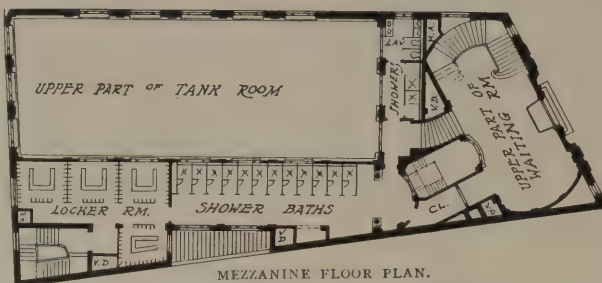 UPPER PART OF TANK ROOM
LAV.
SHOWERS
H.A.
V.D.
UPPER PART OF
WAITING RM
LOCKER RM.
SHOWER BATHS
CL.
V.D
V.D
V.D
MEZZANINE FLOOR PLAN.